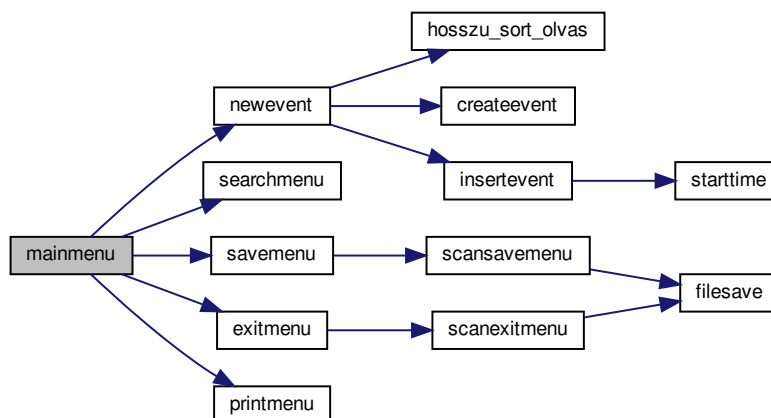 hosszu_sort_olvas
newevent
createevent
searchmenu
insertevent
starttime
mainmenu
savemenu
scansavemenu
filesave
exitmenu
scanexitmenu
printmenu